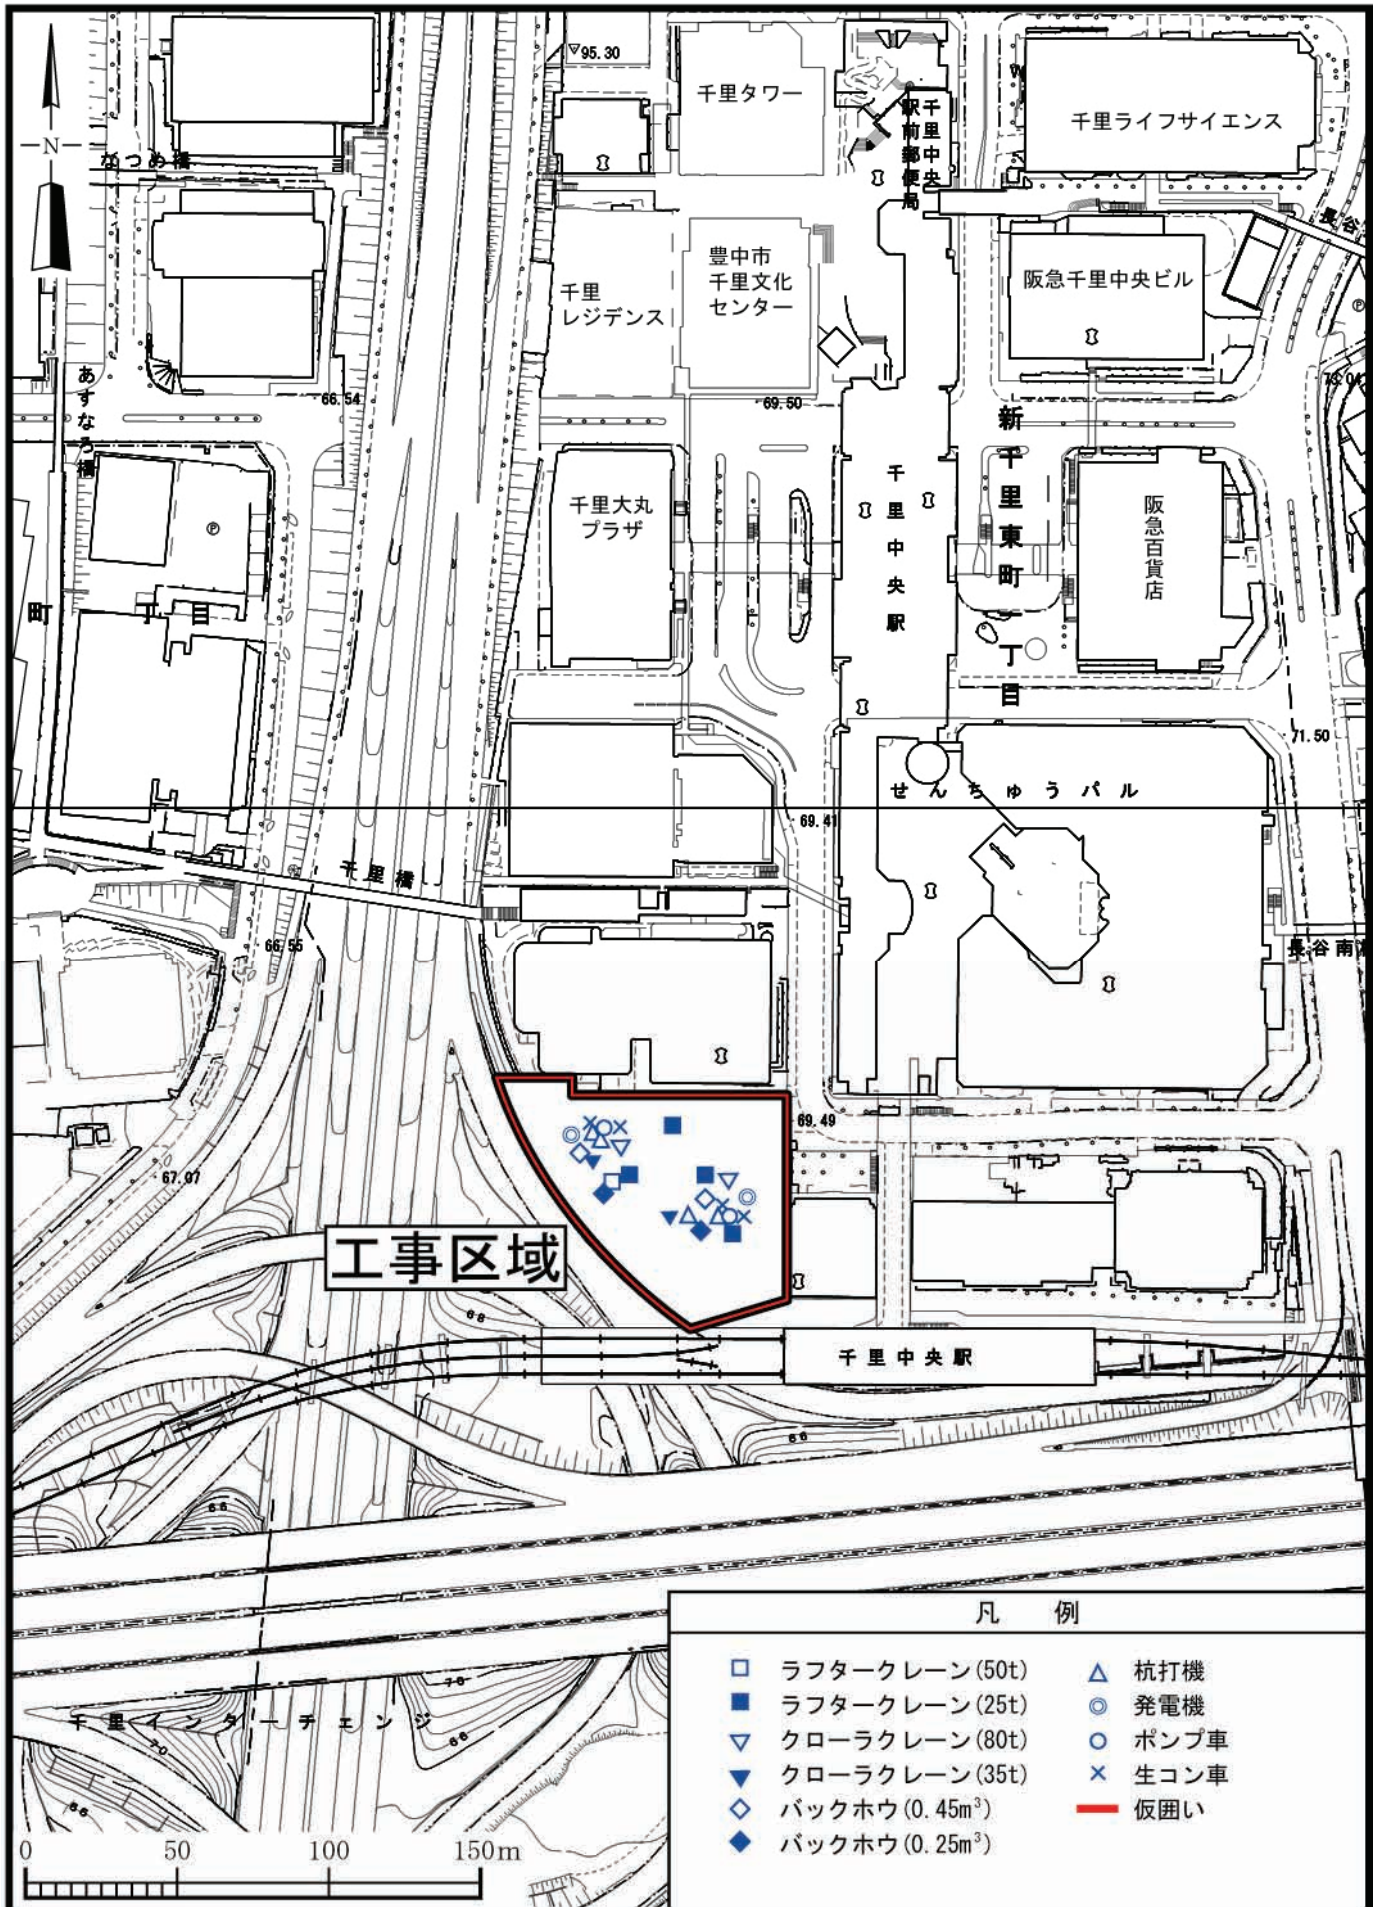 N
▽95.30
千里タワー
千里中央
駅前郵便局
千里ライフサイエンス
なつめ橋
長谷
豊中市
千里文化
センター
千里
レジデンス
阪急千里中央ビル
Ⓟ
あすなろ橋
66.54
69.50
73.04
新千里東町一丁目
千里大丸
プラザ
千里中央駅
阪急百貨店
Ⓟ
町
丁目
71.50
せんちゅうパル
69.41
千里橋
66.55
長谷南
69.49
67.07
工事区域
68
千里中央駅
66
66
76
千里インターチェンジ
70
66
66
0 50 100 150m
凡 例
□ ラフタークレーン(50t)
■ ラフタークレーン(25t)
▽ クローラクレーン(80t)
▼ クローラクレーン(35t)
◇ バックホウ(0.45m³)
◆ バックホウ(0.25m³)
△ 杭打機
◎ 発電機
○ ポンプ車
× 生コン車
仮囲い